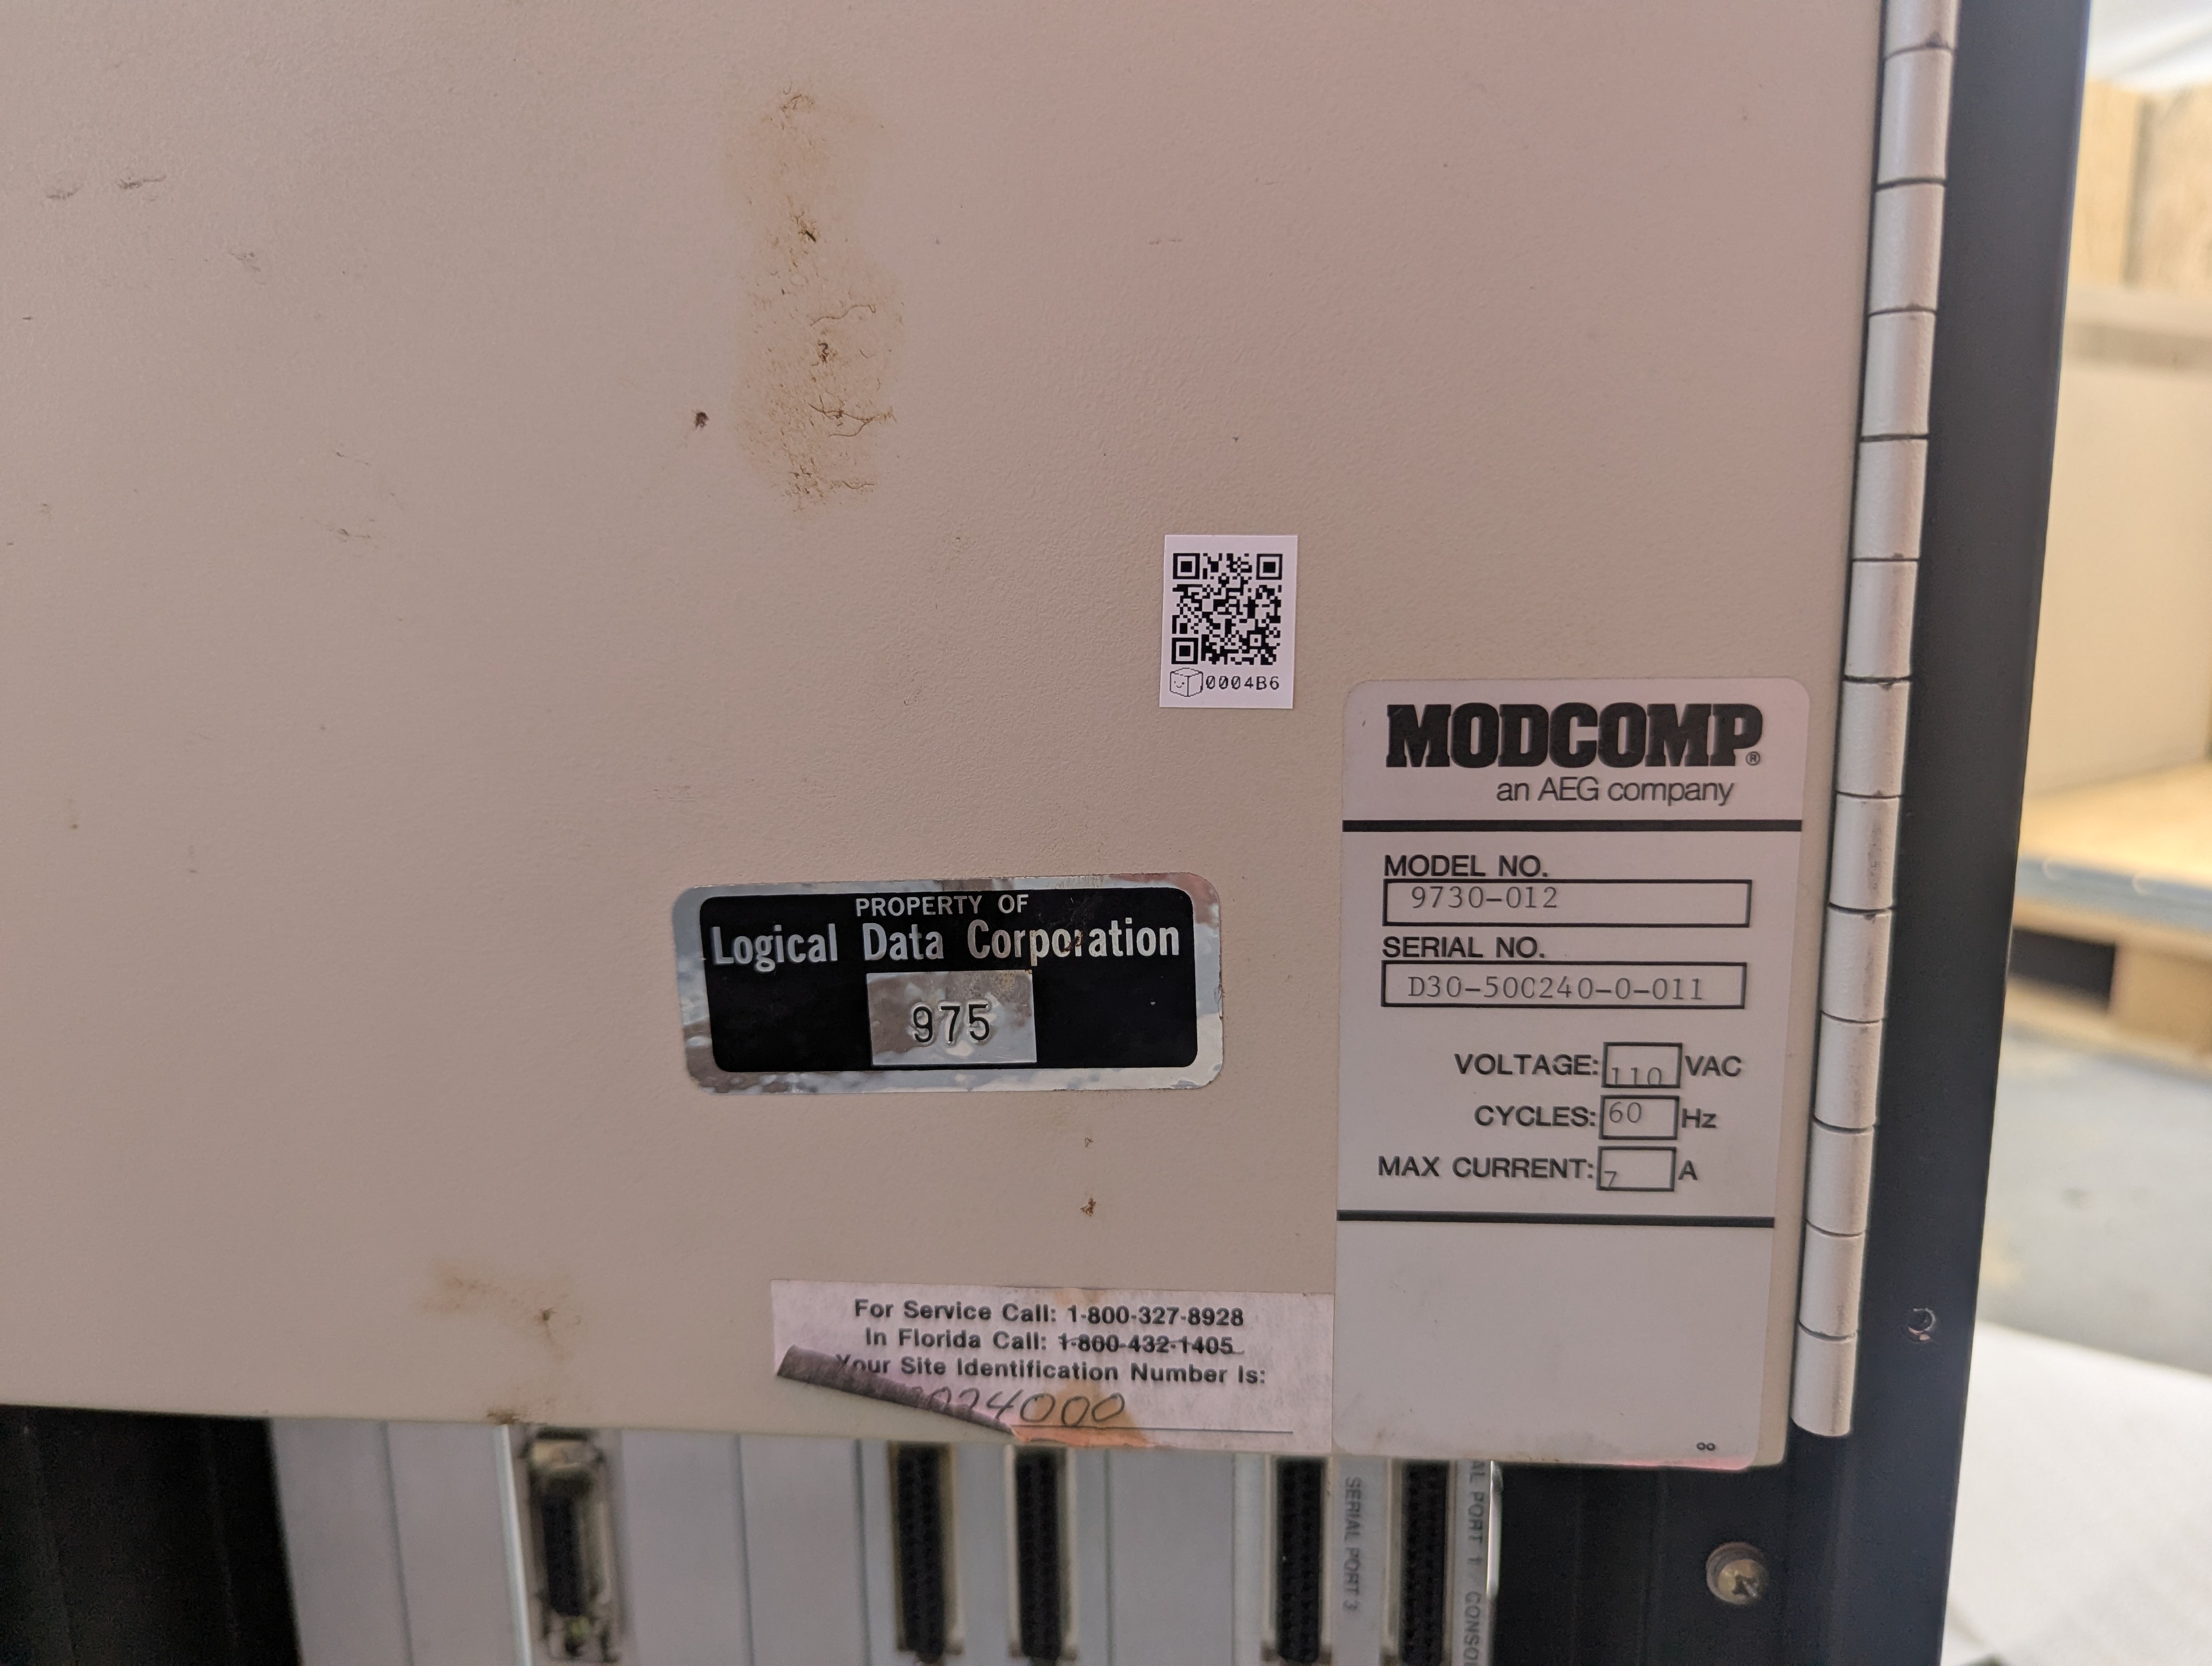 0004B6
MODCOMP®
an AEG company
MODEL NO.
9730-012
SERIAL NO.
D30-50C240-0-011
VOLTAGE: 110 VAC
CYCLES: 60 Hz
MAX CURRENT: 7 A
PROPERTY OF
Logical Data Corporation
975
For Service Call: 1-800-327-8928
In Florida Call: 1-800-432-1405
Your Site Identification Number Is:
SERIAL PORT 3
PORT 1